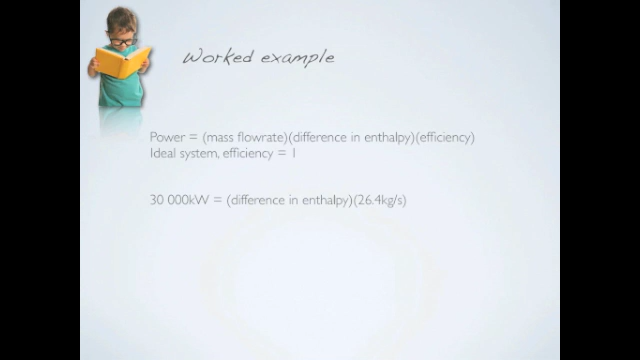 Worked example
Power = (mass flowrate)(difference in enthalpy)(efficiency)
Ideal system, efficiency = 1
30 000kW = (difference in enthalpy)(26.4kg/s)